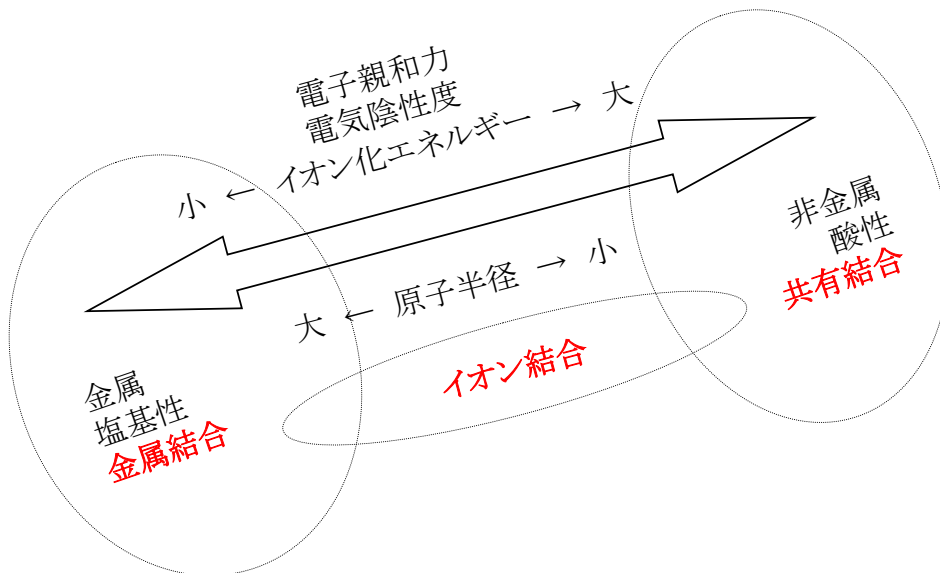 電子親和力
電気陰性度
小 ← イオン化エネルギー → 大
大 ← 原子半径 → 小
非金属
酸性
共有結合
イオン結合
金属
塩基性
金属結合